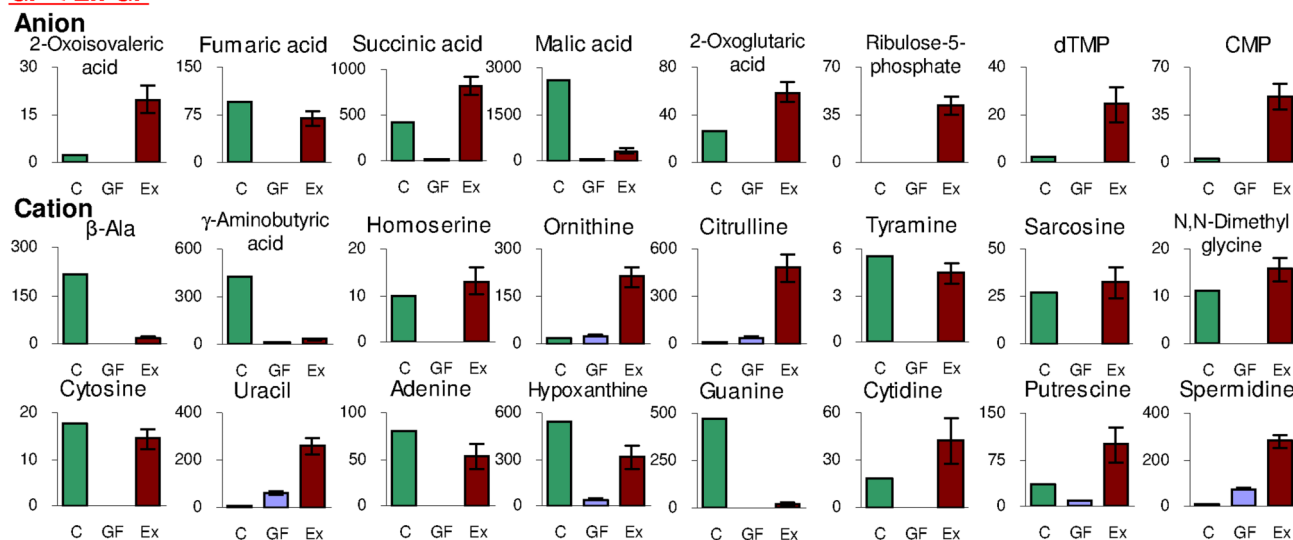 Anion
2-Oxoisovaleric acid
Fumaric acid
Succinic acid
Malic acid
2-Oxoglutaric acid
Ribulose-5-phosphate
dTMP
CMP
30 15 0
150 75 0
1000 500 0
3000 1500 0
80 40 0
70 35 0
40 20 0
70 35 0
C GF Ex C GF Ex C GF Ex C GF Ex C GF Ex C GF Ex C GF Ex C GF Ex
Cation
β-Ala
γ-Aminobutyric acid
Homoserine
Ornithine
Citrulline
Tyramine
Sarcosine
N,N-Dimethyl glycine
300 150 0
600 300 0
20 10 0
300 150 0
600 300 0
6 3 0
50 25 0
20 10 0
C GF Ex C GF Ex C GF Ex C GF Ex C GF Ex C GF Ex C GF Ex C GF Ex
Cytosine
Uracil
Adenine
Hypoxanthine
Guanine
Cytidine
Putrescine
Spermidine
20 10 0
400 200 0
100 50 0
600 300 0
500 250 0
60 30 0
150 75 0
400 200 0
C GF Ex C GF Ex C GF Ex C GF Ex C GF Ex C GF Ex C GF Ex C GF Ex